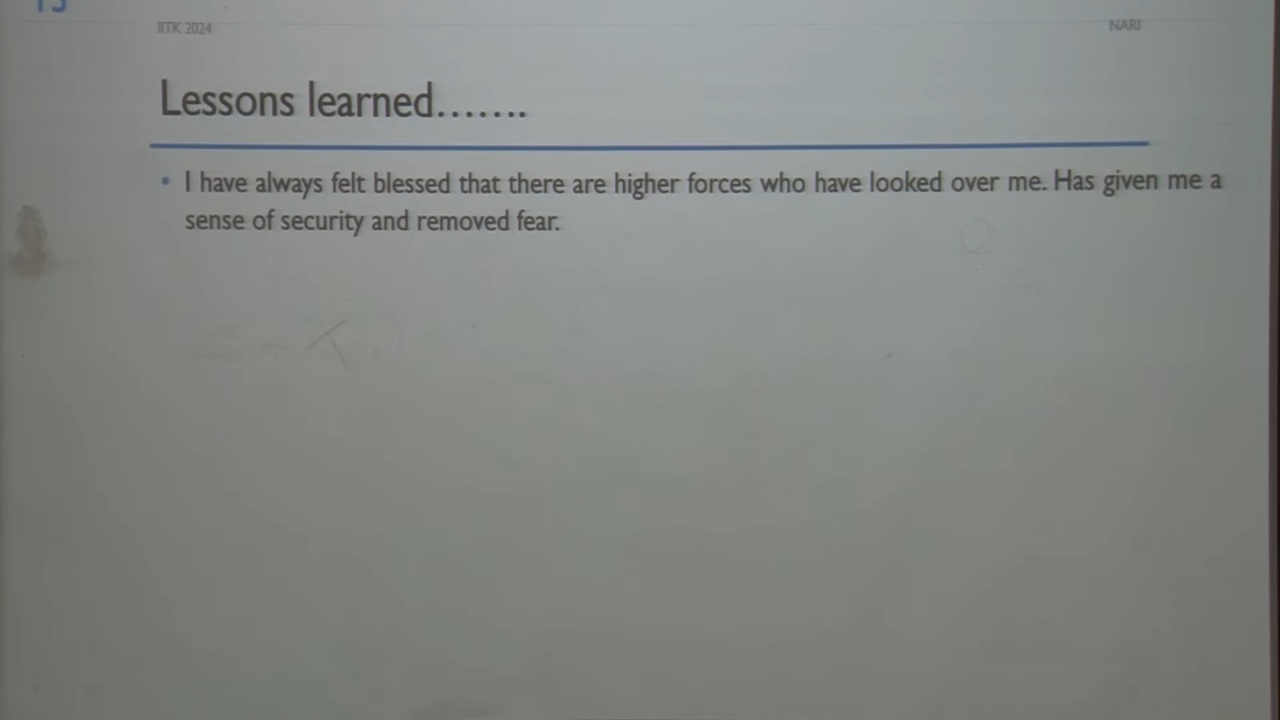 IITK 2024
NARI
Lessons learned.......
• I have always felt blessed that there are higher forces who have looked over me. Has given me a
sense of security and removed fear.